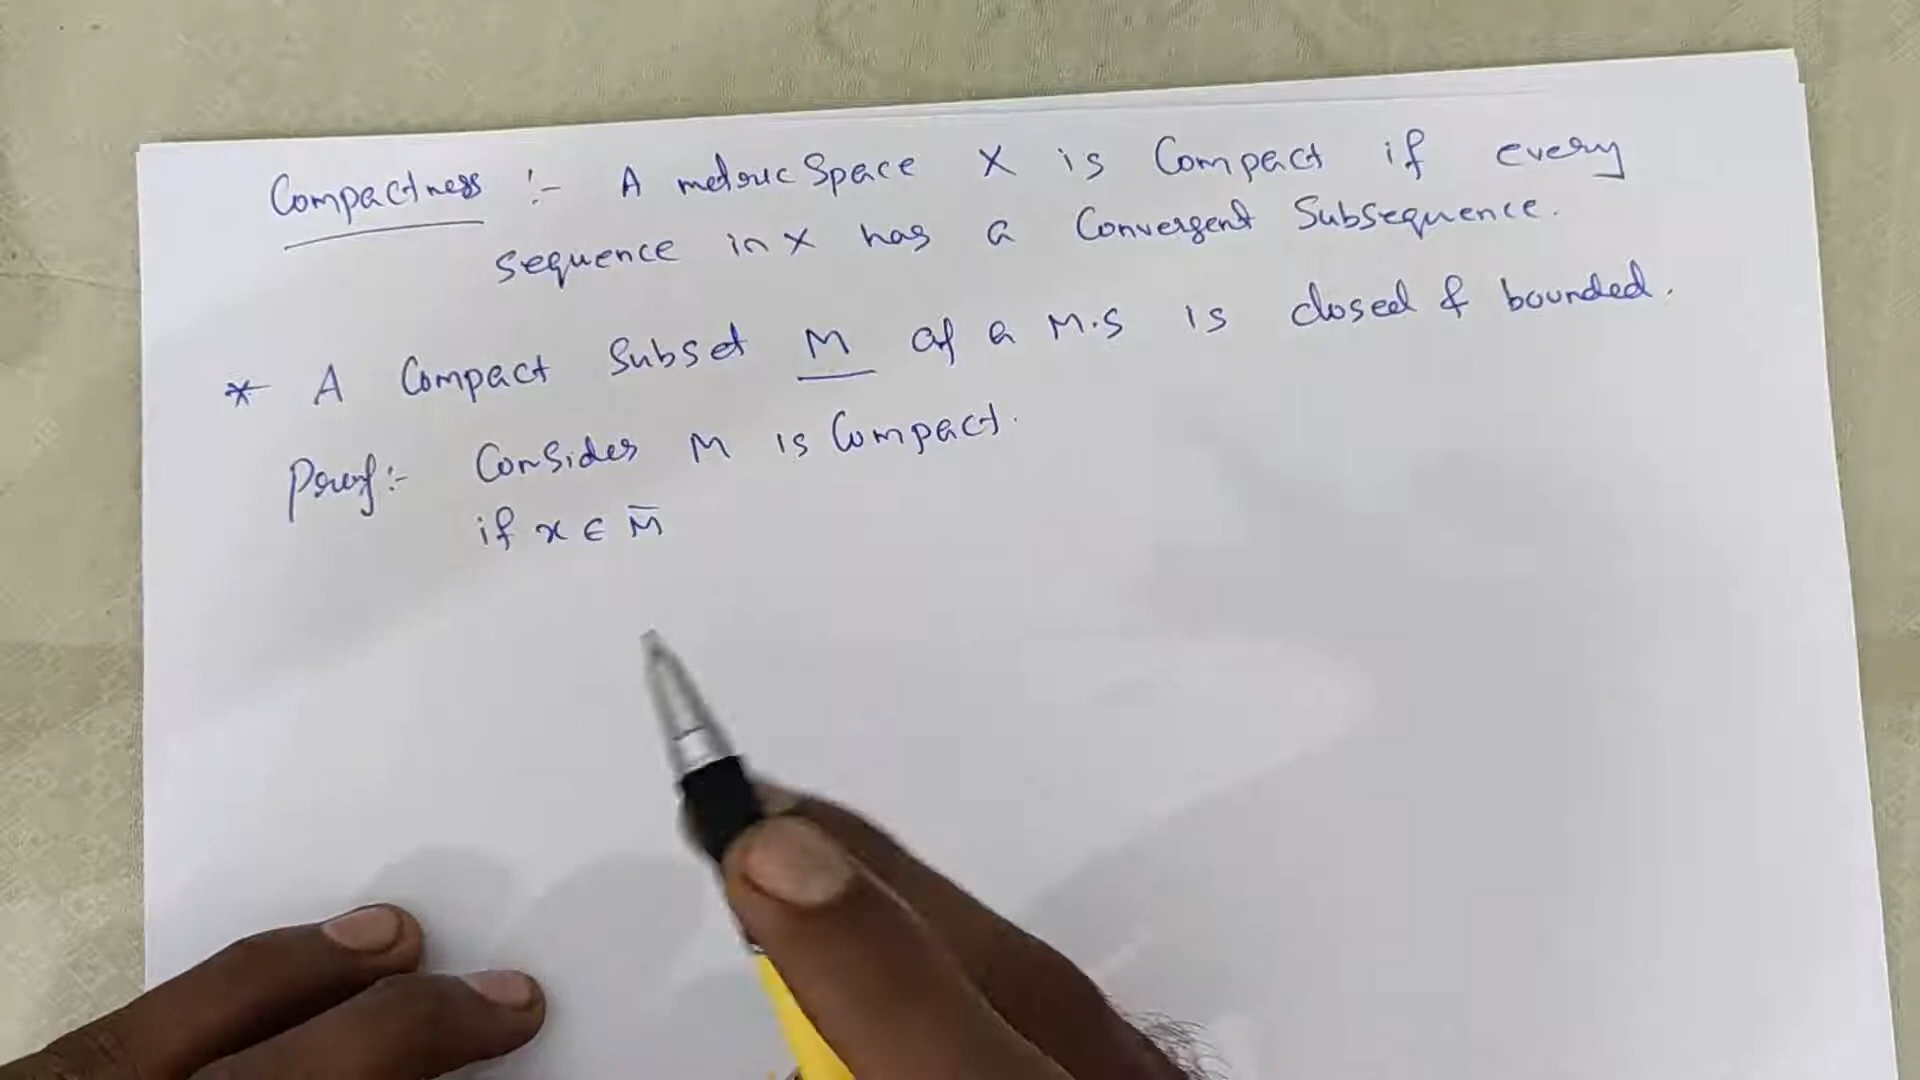 Compactness :- A metric Space X is Compact if every
sequence in X has a Convergent Subsequence.
* A Compact Subset M of a M.S is closed & bounded.
Proof:- Consider M is Compact.
if x ∈ M̄